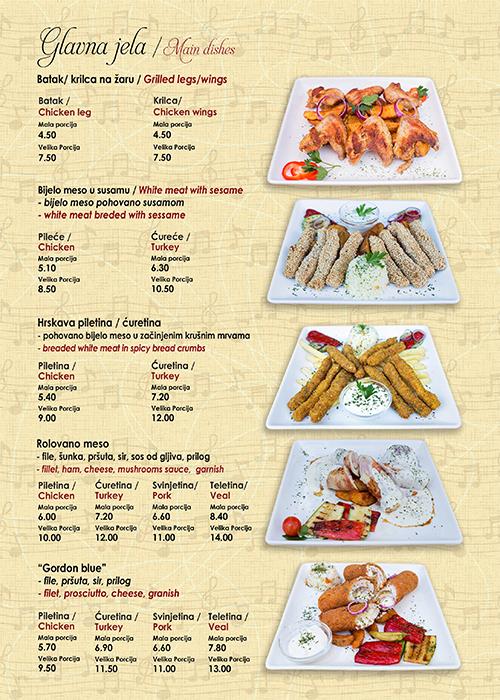 Glavna jela / Main dishes
Batak/ krilca na žaru / Grilled legs/wings
Batak / Krilca/
Chicken leg Chicken wings
Mala porcija Mala porcija
4.50 4.50
Velika Porcija Velika Porcija
7.50 7.50
Bijelo meso u susamu / White meat with sesame
- bijelo meso pohovano susamom
- white meat breded with sessame
Pileće / Ćureće /
Chicken Turkey
Mala porcija Mala porcija
5.10 6.30
Velika Porcija Velika Porcija
8.50 10.50
Hrskava piletina / ćuretina
- pohovano bijelo meso u začinjenim krušnim mrvama
- breaded white meat in spicy bread crumbs
Piletina / Ćuretina /
Chicken Turkey
Mala porcija Mala porcija
5.40 7.20
Velika Porcija Velika Porcija
9.00 12.00
Rolovano meso
- file, šunka, pršuta, sir, sos od gljiva, prilog
- fillet, ham, cheese, mushrooms sauce, garnish
Piletina / Ćuretina / Svinjetina/ Teletina/
Chicken Turkey Pork Veal
Mala porcija Mala porcija Mala porcija Mala porcija
6.00 7.20 6.60 8.40
Velika Porcija Velika Porcija Velika Porcija Velika Porcija
10.00 12.00 11.00 14.00
“Gordon blue”
- file, pršuta, sir, prilog
- filet, prosciutto, cheese, granish
Piletina / Ćuretina / Svinjetina / Teletina /
Chicken Turkey Pork Veal
Mala porcija Mala porcija Mala porcija Mala porcija
5.70 6.90 6.60 7.80
Velika Porcija Velika Porcija Velika Porcija Velika Porcija
9.50 11.50 11.00 13.00